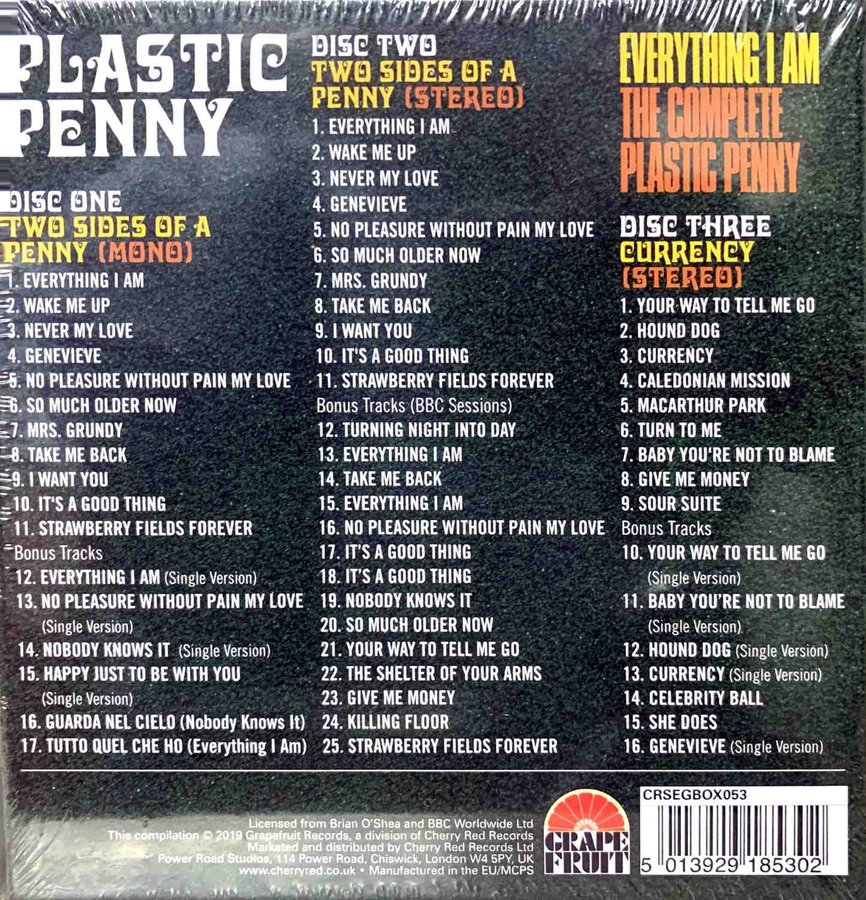 PLASTIC
PENNY
DISC ONE
TWO SIDES OF A
PENNY (MONO)
1. EVERYTHING I AM
2. WAKE ME UP
3. NEVER MY LOVE
4. GENEVIEVE
5. NO PLEASURE WITHOUT PAIN MY LOVE
6. SO MUCH OLDER NOW
7. MRS. GRUNDY
8. TAKE ME BACK
9. I WANT YOU
10. IT'S A GOOD THING
11. STRAWBERRY FIELDS FOREVER
Bonus Tracks
12. EVERYTHING I AM (Single Version)
13. NO PLEASURE WITHOUT PAIN MY LOVE
(Single Version)
14. NOBODY KNOWS IT (Single Version)
15. HAPPY JUST TO BE WITH YOU
(Single Version)
16. GUARDA NEL CIELO (Nobody Knows It)
17. TUTTO QUEL CHE HO (Everything I Am)
DISC TWO
TWO SIDES OF A
PENNY (STEREO)
1. EVERYTHING I AM
2. WAKE ME UP
3. NEVER MY LOVE
4. GENEVIEVE
5. NO PLEASURE WITHOUT PAIN MY LOVE
6. SO MUCH OLDER NOW
7. MRS. GRUNDY
8. TAKE ME BACK
9. I WANT YOU
10. IT'S A GOOD THING
11. STRAWBERRY FIELDS FOREVER
Bonus Tracks (BBC Sessions)
12. TURNING NIGHT INTO DAY
13. EVERYTHING I AM
14. TAKE ME BACK
15. EVERYTHING I AM
16. NO PLEASURE WITHOUT PAIN MY LOVE
17. IT'S A GOOD THING
18. IT'S A GOOD THING
19. NOBODY KNOWS IT
20. SO MUCH OLDER NOW
21. YOUR WAY TO TELL ME GO
22. THE SHELTER OF YOUR ARMS
23. GIVE ME MONEY
24. KILLING FLOOR
25. STRAWBERRY FIELDS FOREVER
EVERYTHING I AM
THE COMPLETE
PLASTIC PENNY
DISC THREE
CURRENCY
(STEREO)
1. YOUR WAY TO TELL ME GO
2. HOUND DOG
3. CURRENCY
4. CALEDONIAN MISSION
5. MACARTHUR PARK
6. TURN TO ME
7. BABY YOU'RE NOT TO BLAME
8. GIVE ME MONEY
9. SOUR SUITE
Bonus Tracks
10. YOUR WAY TO TELL ME GO
(Single Version)
11. BABY YOU'RE NOT TO BLAME
(Single Version)
12. HOUND DOG (Single Version)
13. CURRENCY (Single Version)
14. CELEBRITY BALL
15. SHE DOES
16. GENEVIEVE (Single Version)
Licensed from Brian O'Shea and BBC Worldwide Ltd
This compilation © 2019 Grapefruit Records, a division of Cherry Red Records
Marketed and distributed by Cherry Red Records Ltd
Power Road Studios, 114 Power Road, Chiswick, London W4 5PY, UK
www.cherryred.co.uk • Manufactured in the EU/MCPS
GRAPE
FRUIT
CRSEGBOX053
5 013929 185302